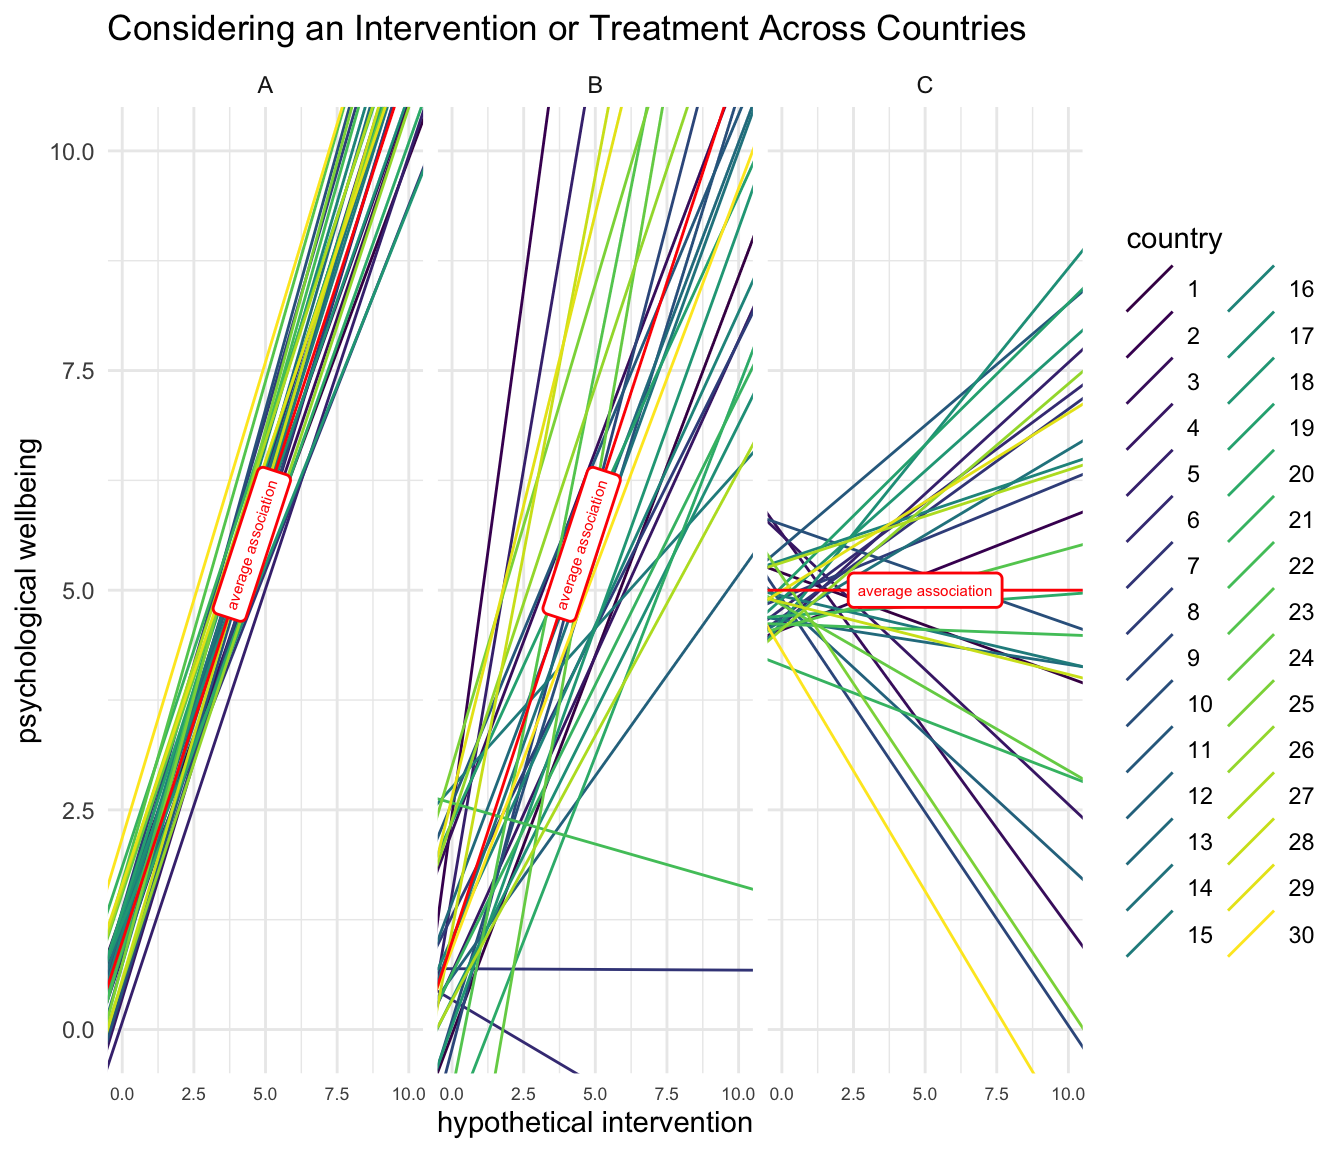 Considering an Intervention or Treatment Across Countries
A B C
10.0
7.5
5.0
2.5
0.0
psychological wellbeing
average association
average association
average association
0.0 2.5 5.0 7.5 10.0 0.0 2.5 5.0 7.5 10.0 0.0 2.5 5.0 7.5 10.0
hypothetical intervention
country
1 16
2 17
3 18
4 19
5 20
6 21
7 22
8 23
9 24
10 25
11 26
12 27
13 28
14 29
15 30